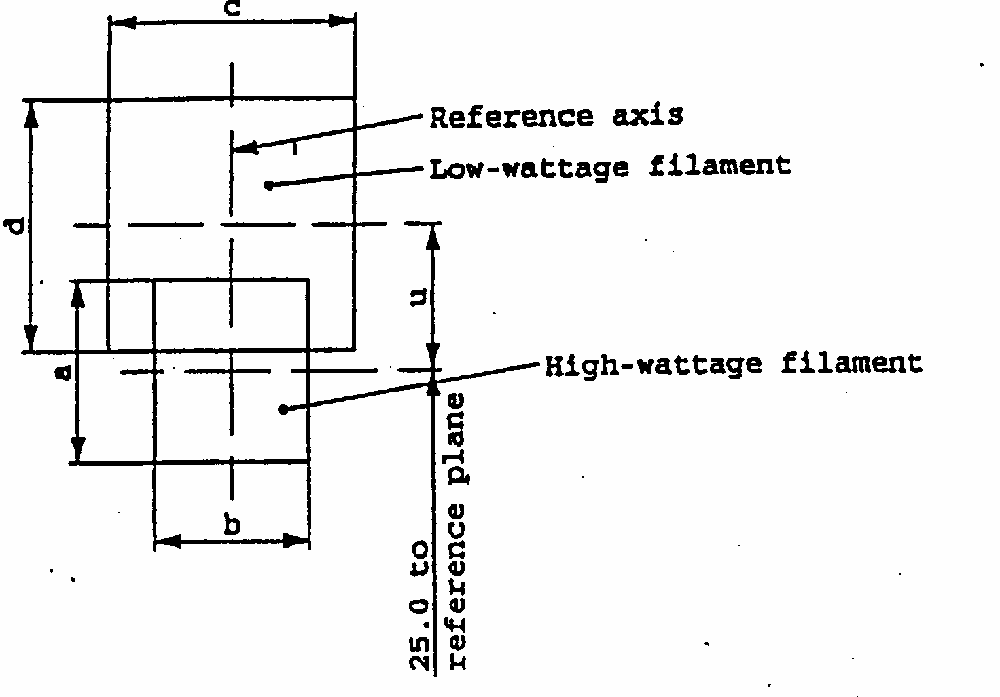 c
Reference axis
Low-wattage filament
d
u
a
High-wattage filament
b
25.0 to
reference plane